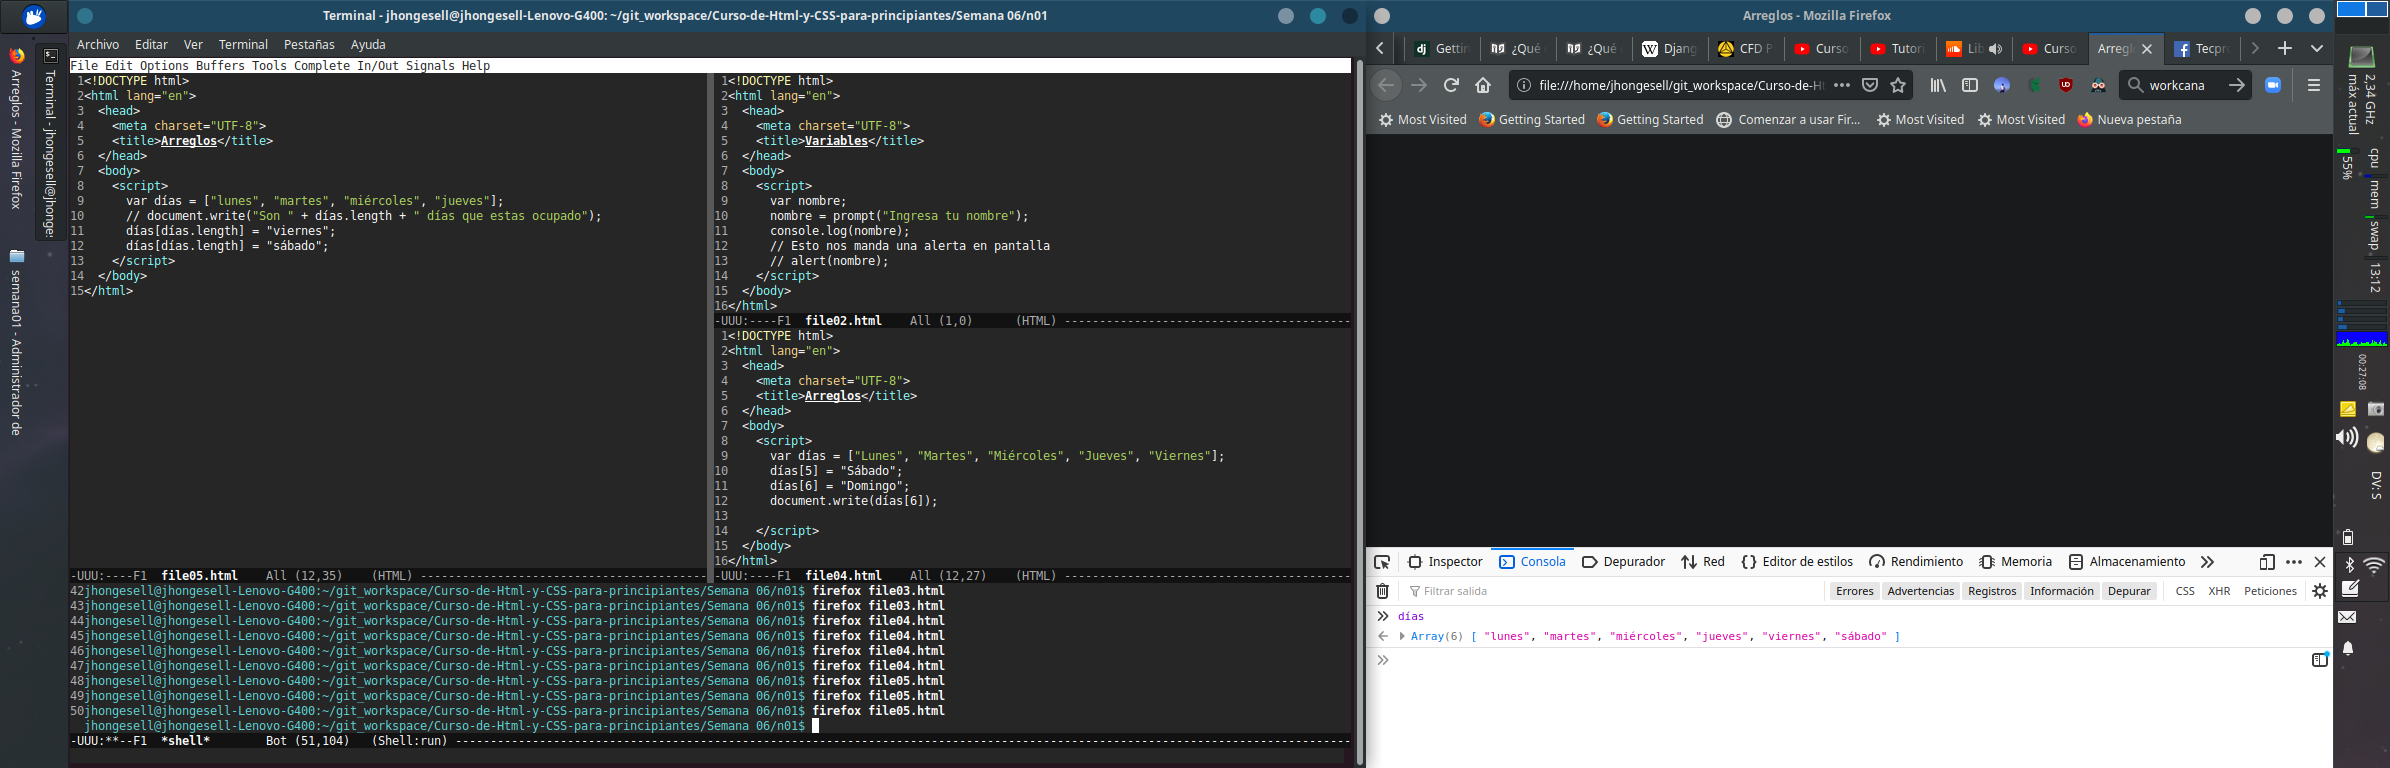 Terminal - jhongesell@jhongesell-Lenovo-G400: ~/git_workspace/Curso-de-Html-y-CSS-para-principiantes/Semana 06/n01
Archivo Editar Ver Terminal Pestañas Ayuda
File Edit Options Buffers Tools Complete In/Out Signals Help
1<!DOCTYPE html>
2<html lang="en">
3  <head>
4    <meta charset="UTF-8">
5    <title>Arreglos</title>
6  </head>
7  <body>
8    <script>
9      var días = ["lunes", "martes", "miércoles", "jueves"];
10      // document.write("Son " + días.length + " días que estas ocupado");
11      días[días.length] = "viernes";
12      días[días.length] = "sábado";
13    </script>
14  </body>
15</html>
-UUU:----F1  file05.html    All (12,35)    (HTML)
1<!DOCTYPE html>
2<html lang="en">
3  <head>
4    <meta charset="UTF-8">
5    <title>Variables</title>
6  </head>
7  <body>
8    <script>
9      var nombre;
10      nombre = prompt("Ingresa tu nombre");
11      console.log(nombre);
12      // Esto nos manda una alerta en pantalla
13      // alert(nombre);
14    </script>
15  </body>
16</html>
-UUU:----F1  file02.html    All (1,0)      (HTML)
1<!DOCTYPE html>
2<html lang="en">
3  <head>
4    <meta charset="UTF-8">
5    <title>Arreglos</title>
6  </head>
7  <body>
8    <script>
9      var días = ["Lunes", "Martes", "Miércoles", "Jueves", "Viernes"];
10      días[5] = "Sábado";
11      días[6] = "Domingo";
12      document.write(días[6]);
13
14    </script>
15  </body>
16</html>
-UUU:----F1  file04.html    All (12,27)    (HTML)
42jhongesell@jhongesell-Lenovo-G400:~/git_workspace/Curso-de-Html-y-CSS-para-principiantes/Semana 06/n01$ firefox file03.html
43jhongesell@jhongesell-Lenovo-G400:~/git_workspace/Curso-de-Html-y-CSS-para-principiantes/Semana 06/n01$ firefox file03.html
44jhongesell@jhongesell-Lenovo-G400:~/git_workspace/Curso-de-Html-y-CSS-para-principiantes/Semana 06/n01$ firefox file04.html
45jhongesell@jhongesell-Lenovo-G400:~/git_workspace/Curso-de-Html-y-CSS-para-principiantes/Semana 06/n01$ firefox file04.html
46jhongesell@jhongesell-Lenovo-G400:~/git_workspace/Curso-de-Html-y-CSS-para-principiantes/Semana 06/n01$ firefox file04.html
47jhongesell@jhongesell-Lenovo-G400:~/git_workspace/Curso-de-Html-y-CSS-para-principiantes/Semana 06/n01$ firefox file04.html
48jhongesell@jhongesell-Lenovo-G400:~/git_workspace/Curso-de-Html-y-CSS-para-principiantes/Semana 06/n01$ firefox file05.html
49jhongesell@jhongesell-Lenovo-G400:~/git_workspace/Curso-de-Html-y-CSS-para-principiantes/Semana 06/n01$ firefox file05.html
50jhongesell@jhongesell-Lenovo-G400:~/git_workspace/Curso-de-Html-y-CSS-para-principiantes/Semana 06/n01$ firefox file05.html
jhongesell@jhongesell-Lenovo-G400:~/git_workspace/Curso-de-Html-y-CSS-para-principiantes/Semana 06/n01$
-UUU:**--F1  *shell*        Bot (51,104)   (Shell:run)
Arreglos - Mozilla Firefox
Terminal - jhongesell@jhonge:
semana01 - Administrador de
Arreglos - Mozilla Firefox
dj Gettin ¿Qué ¿Qué W Djang CFD P Curso Tutori Lib Curso Arregl Tecpr
file:///home/jhongesell/git_workspace/Curso-de-Ht
workcana
Most Visited Getting Started Getting Started Comenzar a usar Fir... Most Visited Most Visited Nueva pestaña
Inspector Consola Depurador Red Editor de estilos Rendimiento Memoria Almacenamiento
Filtrar salida Errores Advertencias Registros Información Depurar CSS XHR Peticiones
días
Array(6) [ "lunes", "martes", "miércoles", "jueves", "viernes", "sábado" ]
2,34 GHz
máx actual
55%
cpu
mem
swap
13:12
00:27:08
DV: S